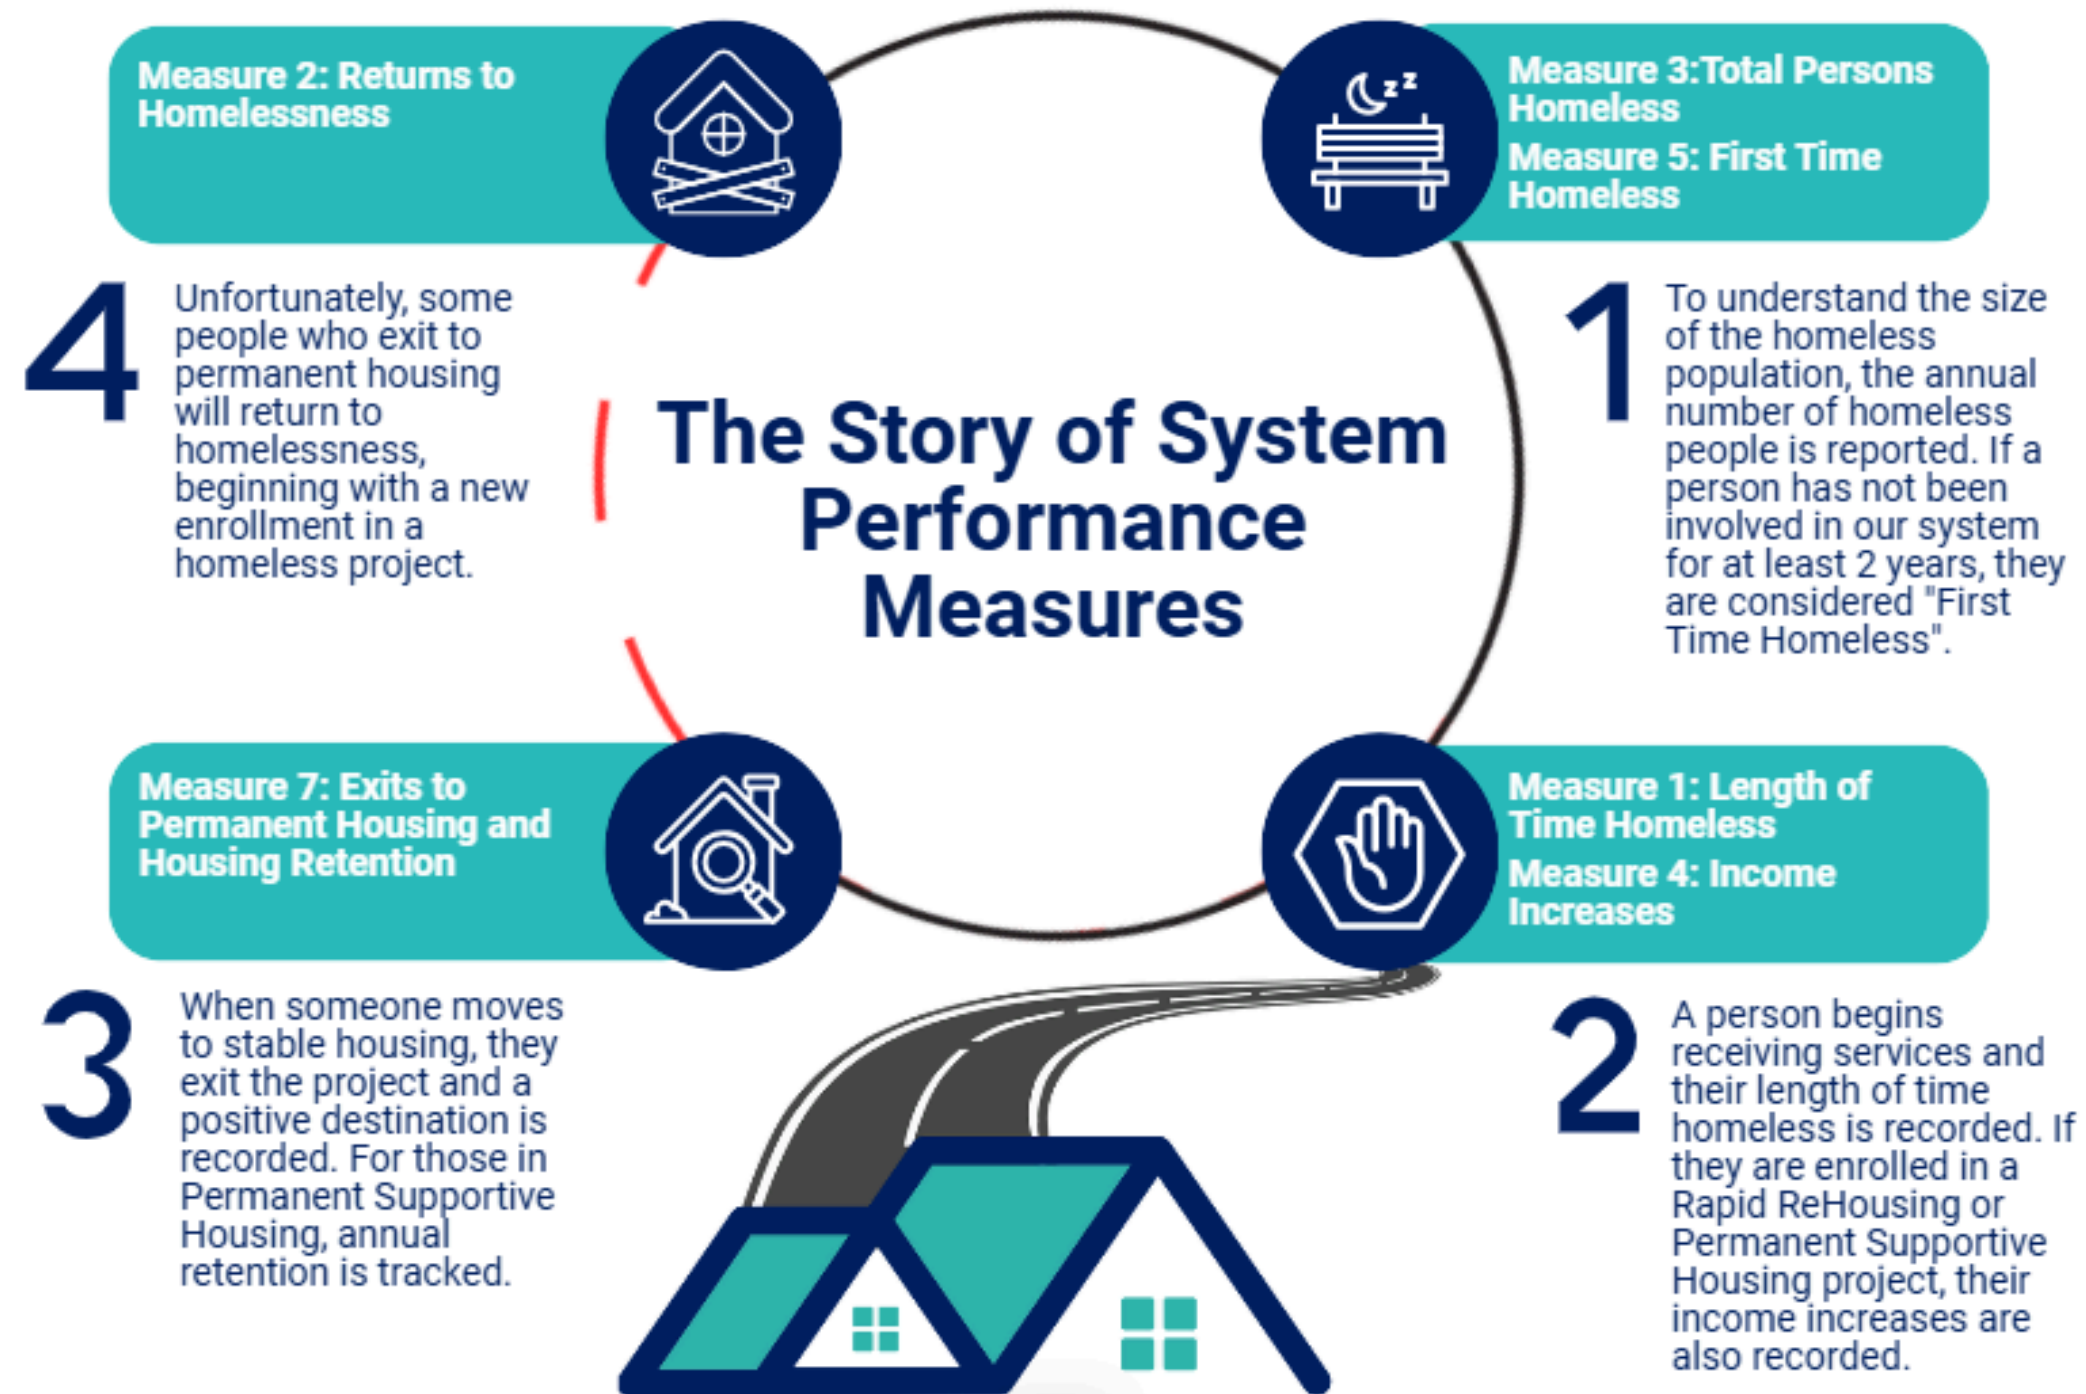 The Story of System
Performance
Measures
Measure 3:Total Persons
Homeless
Measure 5: First Time
Homeless
1
To understand the size
of the homeless
population, the annual
number of homeless
people is reported. If a
person has not been
involved in our system
for at least 2 years, they
are considered "First
Time Homeless".
Measure 1: Length of
Time Homeless
Measure 4: Income
Increases
2
A person begins
receiving services and
their length of time
homeless is recorded. If
they are enrolled in a
Rapid ReHousing or
Permanent Supportive
Housing project, their
income increases are
also recorded.
Measure 7: Exits to
Permanent Housing and
Housing Retention
3
When someone moves
to stable housing, they
exit the project and a
positive destination is
recorded. For those in
Permanent Supportive
Housing, annual
retention is tracked.
Measure 2: Returns to
Homelessness
4
Unfortunately, some
people who exit to
permanent housing
will return to
homelessness,
beginning with a new
enrollment in a
homeless project.
z z